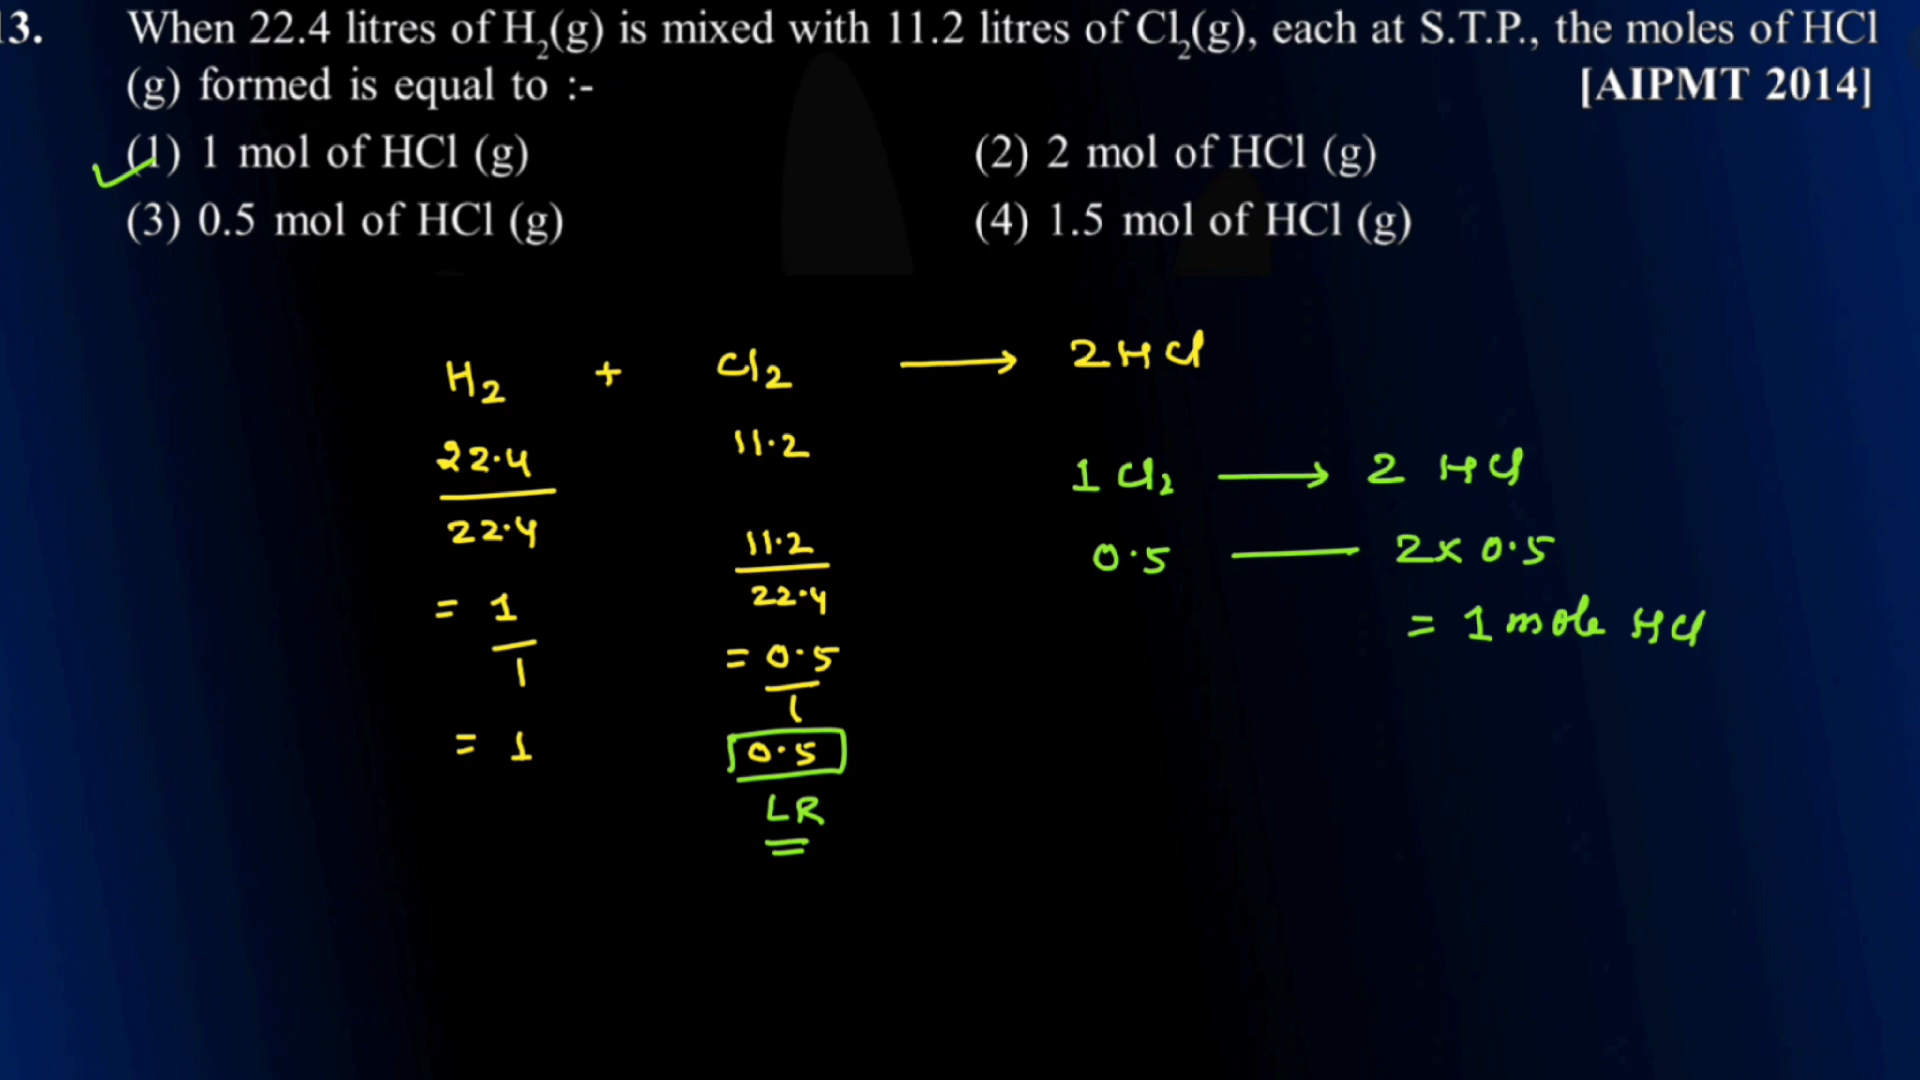 13. When 22.4 litres of H₂(g) is mixed with 11.2 litres of Cl₂(g), each at S.T.P., the moles of HCl
(g) formed is equal to :- [AIPMT 2014]
(1) 1 mol of HCl (g) (2) 2 mol of HCl (g)
(3) 0.5 mol of HCl (g) (4) 1.5 mol of HCl (g)
H₂ + Cl₂ → 2HCl
22.4
22.4
= 1
1
= 1
11.2
11.2
22.4
= 0.5
1
0.5
LR
1 Cl₂ → 2 HCl
0.5 — 2x0.5
= 1 mole HCl